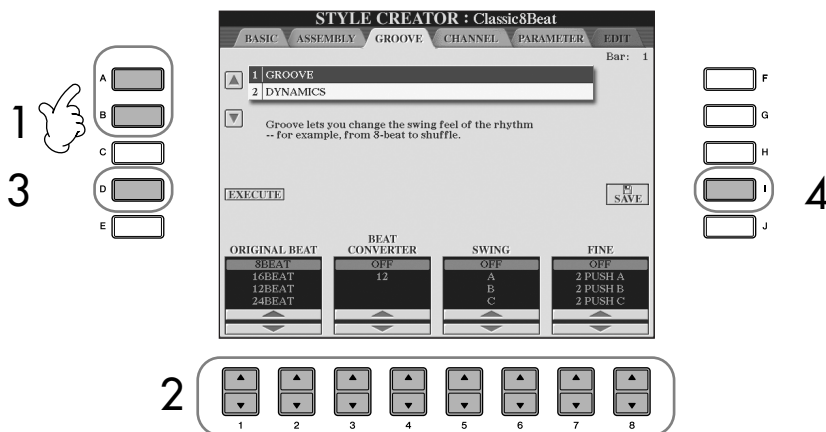 STYLE CREATOR : Classic8Beat
BASIC ASSEMBLY GROOVE CHANNEL PARAMETER EDIT
Bar: 1
1 GROOVE
2 DYNAMICS
Groove lets you change the swing feel of the rhythm
-- for example, from 8-beat to shuffle.
EXECUTE
SAVE
ORIGINAL BEAT
BEAT
CONVERTER
SWING
FINE
8BEAT OFF OFF OFF
16BEAT 12 A 2 PUSH A
12BEAT B 2 PUSH B
24BEAT C 2 PUSH C
A
B
C
D
E
F
G
H
I
J
1
3
4
2
1 2 3 4 5 6 7 8